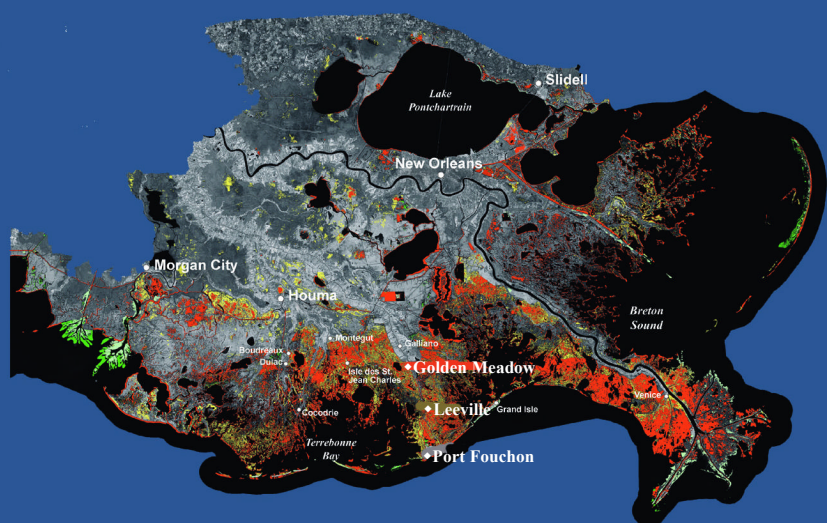 Slidell
Lake
Pontchartrain
New Orleans
Morgan City
Houma
Breton
Sound
Montegut
Galliano
Boudreaux
Dulac
Isle des St.
Jean Charles
Golden Meadow
Venice
Cocodrie
Leeville
Grand Isle
Terrebonne
Bay
Port Fouchon